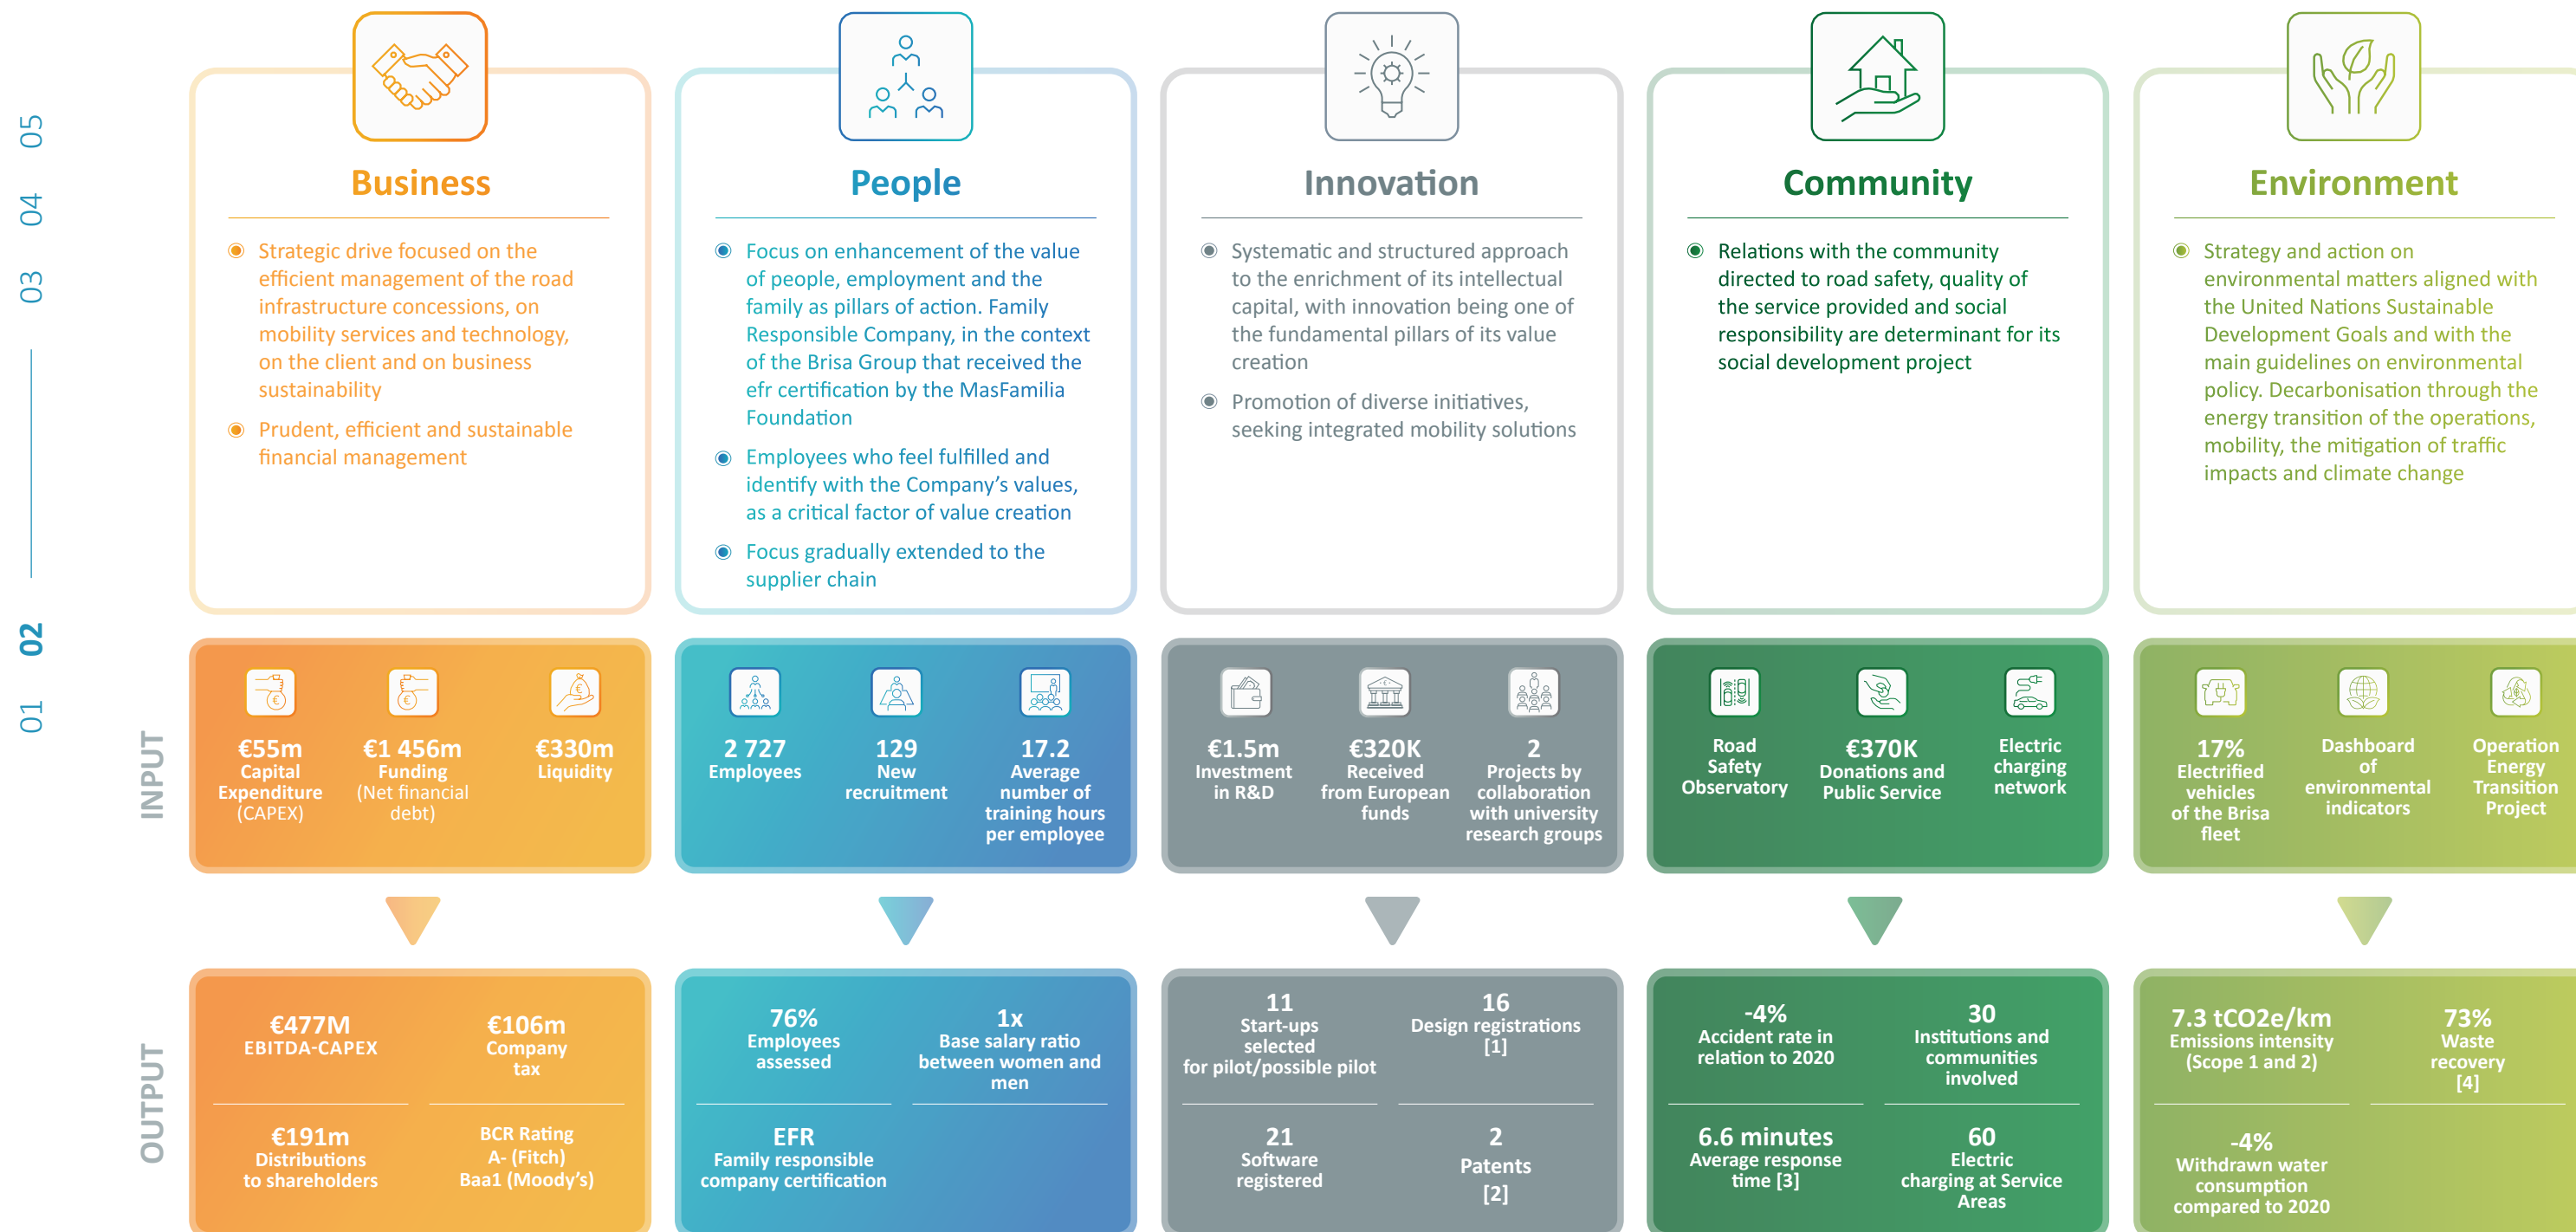 05
04
03
02
01
Business
Strategic drive focused on the
efficient management of the road
infrastructure concessions, on
mobility services and technology,
on the client and on business
sustainability
Prudent, efficient and sustainable
financial management
People
Focus on enhancement of the value
of people, employment and the
family as pillars of action. Family
Responsible Company, in the context
of the Brisa Group that received the
efr certification by the MasFamilia
Foundation
Employees who feel fulfilled and
identify with the Company’s values,
as a critical factor of value creation
Focus gradually extended to the
supplier chain
Innovation
Systematic and structured approach
to the enrichment of its intellectual
capital, with innovation being one of
the fundamental pillars of its value
creation
Promotion of diverse initiatives,
seeking integrated mobility solutions
Community
Relations with the community
directed to road safety, quality of
the service provided and social
responsibility are determinant for its
social development project
Environment
Strategy and action on
environmental matters aligned with
the United Nations Sustainable
Development Goals and with the
main guidelines on environmental
policy. Decarbonisation through the
energy transition of the operations,
mobility, the mitigation of traffic
impacts and climate change
INPUT
€55m
Capital
Expenditure
(CAPEX)
€1 456m
Funding
(Net financial
debt)
€330m
Liquidity
2 727
Employees
129
New
recruitment
17.2
Average
number of
training hours
per employee
€1.5m
Investment
in R&D
€320K
Received
from European
funds
2
Projects by
collaboration
with university
research groups
Road
Safety
Observatory
€370K
Donations and
Public Service
Electric
charging
network
17%
Electrified
vehicles
of the Brisa
fleet
Dashboard
of
environmental
indicators
Operation
Energy
Transition
Project
OUTPUT
€477M
EBITDA-CAPEX
€106m
Company
tax
€191m
Distributions
to shareholders
BCR Rating
A- (Fitch)
Baa1 (Moody’s)
76%
Employees
assessed
1x
Base salary ratio
between women and
men
EFR
Family responsible
company certification
11
Start-ups
selected
for pilot/possible pilot
16
Design registrations
[1]
21
Software
registered
2
Patents
[2]
-4%
Accident rate in
relation to 2020
30
Institutions and
communities
involved
6.6 minutes
Average response
time [3]
60
Electric
charging at Service
Areas
7.3 tCO2e/km
Emissions intensity
(Scope 1 and 2)
73%
Waste
recovery
[4]
-4%
Withdrawn water
consumption
compared to 2020